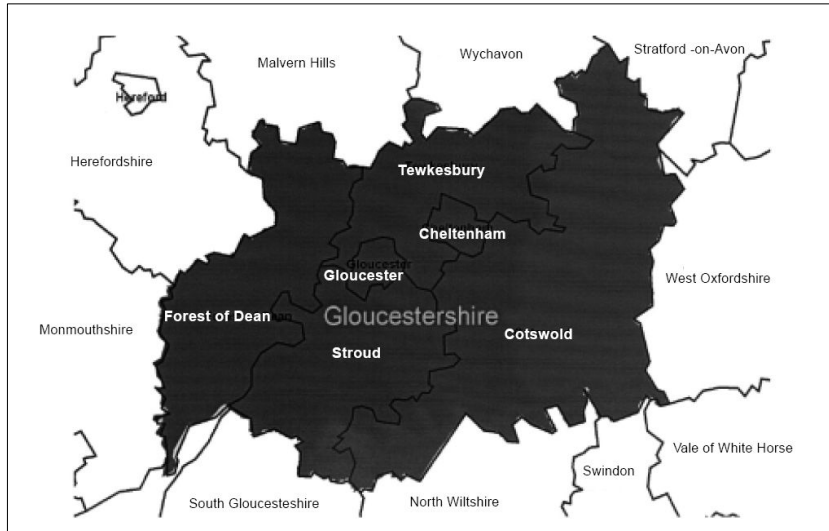 Stratford -on-Avon
Wychavon
Malvern Hills
Hereford
Herefordshire
Tewkesbury
Cheltenham
Gloucester
Gloucester
West Oxfordshire
Forest of Dean
Gloucestershire
Monmouthshire
Cotswold
Stroud
Vale of White Horse
Swindon
South Gloucesteshire
North Wiltshire